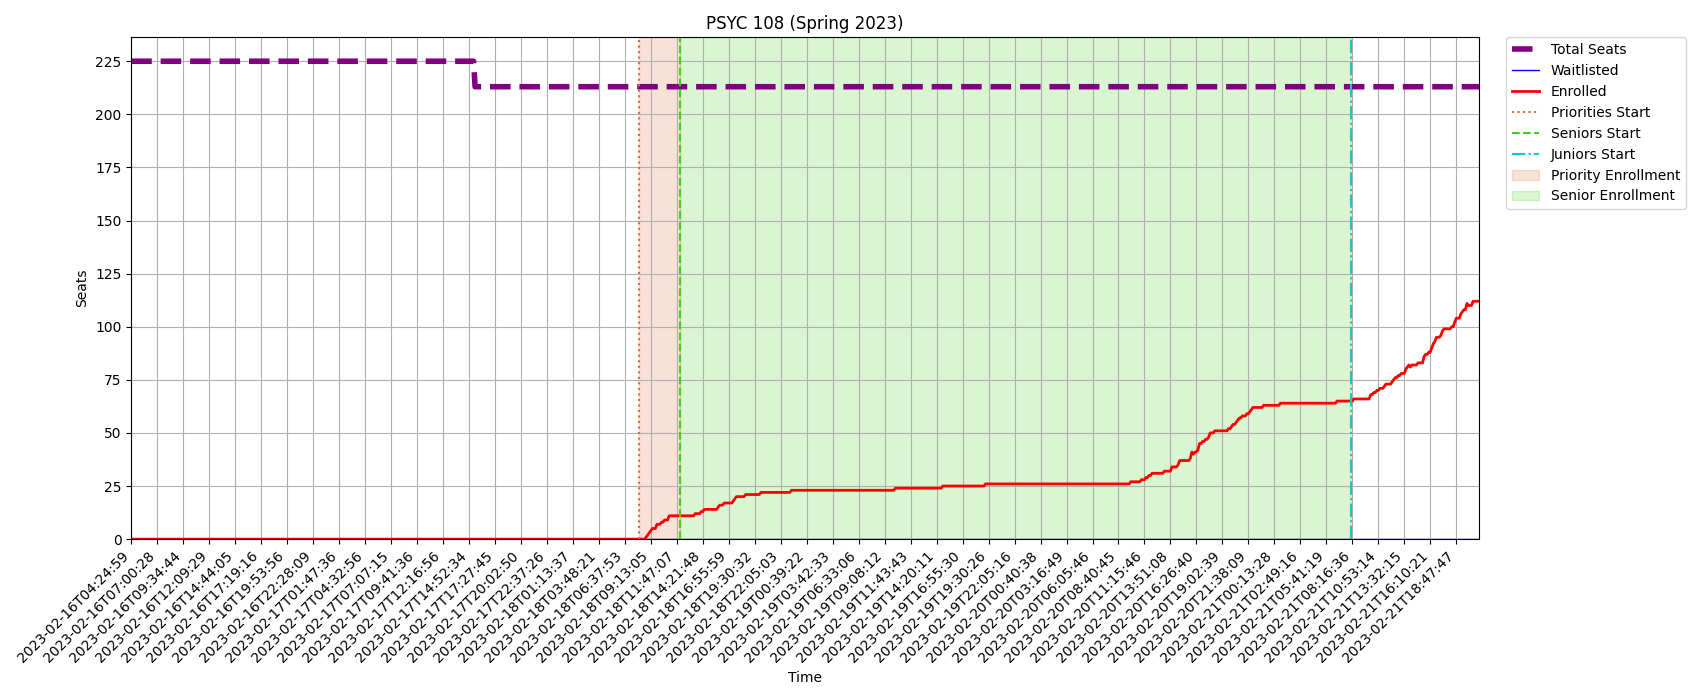 PSYC 108 (Spring 2023)
Total Seats
Waitlisted
Enrolled
Priorities Start
Seniors Start
Juniors Start
Priority Enrollment
Senior Enrollment
Seats
225
200
175
150
125
100
75
50
25
0
2023-02-16T04:24:59
2023-02-16T07:00:28
2023-02-16T09:34:44
2023-02-16T12:09:29
2023-02-16T14:44:05
2023-02-16T17:19:16
2023-02-16T19:53:56
2023-02-16T22:28:09
2023-02-17T01:47:36
2023-02-17T04:32:56
2023-02-17T07:07:15
2023-02-17T09:41:36
2023-02-17T12:16:56
2023-02-17T14:52:34
2023-02-17T17:27:45
2023-02-17T20:02:50
2023-02-17T22:37:26
2023-02-18T01:13:37
2023-02-18T03:48:21
2023-02-18T06:37:53
2023-02-18T09:13:05
2023-02-18T11:47:07
2023-02-18T14:21:48
2023-02-18T16:55:59
2023-02-18T19:30:32
2023-02-18T22:05:03
2023-02-19T00:39:22
2023-02-19T03:42:33
2023-02-19T06:33:06
2023-02-19T09:08:12
2023-02-19T11:43:43
2023-02-19T14:20:11
2023-02-19T16:55:30
2023-02-19T19:30:26
2023-02-19T22:05:16
2023-02-20T00:40:38
2023-02-20T03:16:49
2023-02-20T06:05:46
2023-02-20T08:40:45
2023-02-20T11:15:46
2023-02-20T13:51:08
2023-02-20T16:26:40
2023-02-20T19:02:39
2023-02-20T21:38:09
2023-02-21T00:13:28
2023-02-21T02:49:16
2023-02-21T05:41:19
2023-02-21T08:16:36
2023-02-21T10:53:14
2023-02-21T13:32:15
2023-02-21T16:10:21
2023-02-21T18:47:47
Time